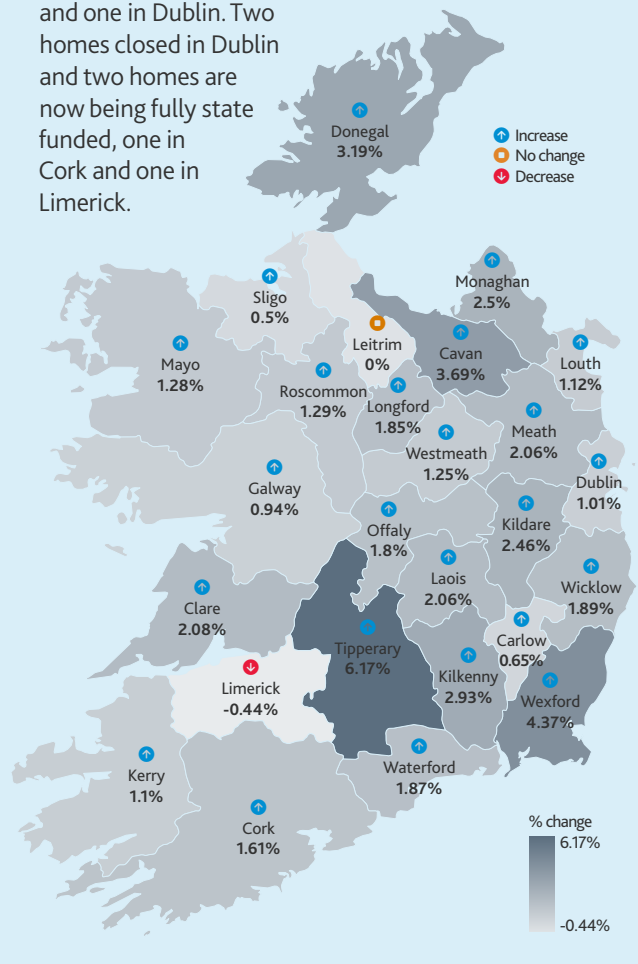 and one in Dublin. Two
homes closed in Dublin
and two homes are
now being fully state
funded, one in
Cork and one in
Limerick.
Increase
No change
Decrease
Donegal
3.19%
Monaghan
2.5%
Sligo
0.5%
Leitrim
0%
Cavan
3.69%
Louth
1.12%
Mayo
1.28%
Roscommon
1.29%
Longford
1.85%
Meath
2.06%
Westmeath
1.25%
Dublin
1.01%
Galway
0.94%
Offaly
1.8%
Kildare
2.46%
Laois
2.06%
Wicklow
1.89%
Clare
2.08%
Tipperary
6.17%
Carlow
0.65%
Kilkenny
2.93%
Limerick
-0.44%
Wexford
4.37%
Waterford
1.87%
Kerry
1.1%
Cork
1.61%
% change
6.17%
-0.44%